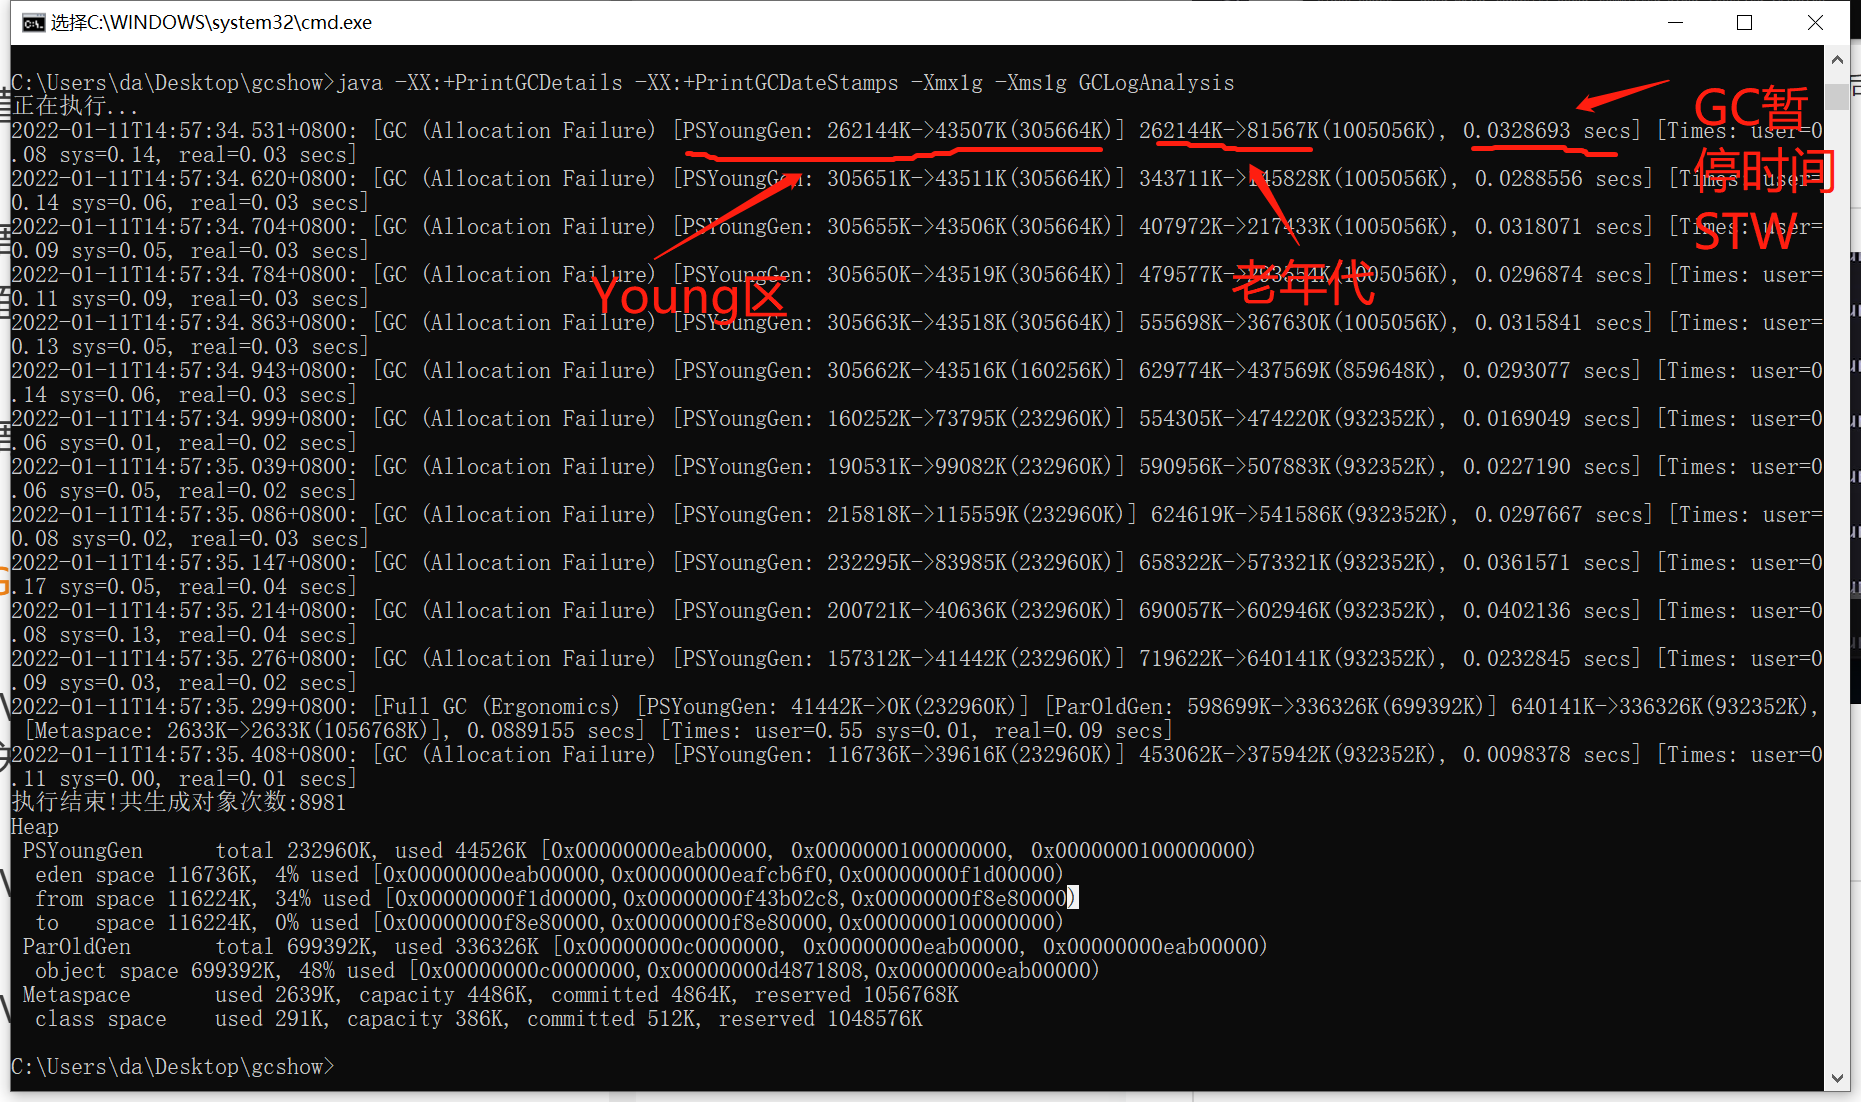 选择C:\WINDOWS\system32\cmd.exe
C:\Users\da\Desktop\gcshow>java -XX:+PrintGCDetails -XX:+PrintGCDateStamps -Xmx1g -Xms1g GCLogAnalysis
正在执行...
2022-01-11T14:57:34.531+0800: [GC (Allocation Failure) [PSYoungGen: 262144K->43507K(305664K)] 262144K->81567K(1005056K), 0.0328693 secs] [Times: user=0
.08 sys=0.14, real=0.03 secs]
2022-01-11T14:57:34.620+0800: [GC (Allocation Failure) [PSYoungGen: 305651K->43511K(305664K)] 343711K->145828K(1005056K), 0.0288556 secs] [Times: user=
0.14 sys=0.06, real=0.03 secs]
2022-01-11T14:57:34.704+0800: [GC (Allocation Failure) [PSYoungGen: 305655K->43506K(305664K)] 407972K->217433K(1005056K), 0.0318071 secs] [Times: user=
0.09 sys=0.05, real=0.03 secs]
2022-01-11T14:57:34.784+0800: [GC (Allocation Failure) [PSYoungGen: 305650K->43519K(305664K)] 479577K->293654K(1005056K), 0.0296874 secs] [Times: user=
0.11 sys=0.09, real=0.03 secs]
2022-01-11T14:57:34.863+0800: [GC (Allocation Failure) [PSYoungGen: 305663K->43518K(305664K)] 555698K->367630K(1005056K), 0.0315841 secs] [Times: user=
0.13 sys=0.05, real=0.03 secs]
2022-01-11T14:57:34.943+0800: [GC (Allocation Failure) [PSYoungGen: 305662K->43516K(160256K)] 629774K->437569K(859648K), 0.0293077 secs] [Times: user=0
.14 sys=0.06, real=0.03 secs]
2022-01-11T14:57:34.999+0800: [GC (Allocation Failure) [PSYoungGen: 160252K->73795K(232960K)] 554305K->474220K(932352K), 0.0169049 secs] [Times: user=0
.06 sys=0.01, real=0.02 secs]
2022-01-11T14:57:35.039+0800: [GC (Allocation Failure) [PSYoungGen: 190531K->99082K(232960K)] 590956K->507883K(932352K), 0.0227190 secs] [Times: user=0
.06 sys=0.05, real=0.02 secs]
2022-01-11T14:57:35.086+0800: [GC (Allocation Failure) [PSYoungGen: 215818K->115559K(232960K)] 624619K->541586K(932352K), 0.0297667 secs] [Times: user=
0.08 sys=0.02, real=0.03 secs]
2022-01-11T14:57:35.147+0800: [GC (Allocation Failure) [PSYoungGen: 232295K->83985K(232960K)] 658322K->573321K(932352K), 0.0361571 secs] [Times: user=0
.17 sys=0.05, real=0.04 secs]
2022-01-11T14:57:35.214+0800: [GC (Allocation Failure) [PSYoungGen: 200721K->40636K(232960K)] 690057K->602946K(932352K), 0.0402136 secs] [Times: user=0
.08 sys=0.13, real=0.04 secs]
2022-01-11T14:57:35.276+0800: [GC (Allocation Failure) [PSYoungGen: 157312K->41442K(232960K)] 719622K->640141K(932352K), 0.0232845 secs] [Times: user=0
.09 sys=0.03, real=0.02 secs]
2022-01-11T14:57:35.299+0800: [Full GC (Ergonomics) [PSYoungGen: 41442K->0K(232960K)] [ParOldGen: 598699K->336326K(699392K)] 640141K->336326K(932352K),
[Metaspace: 2633K->2633K(1056768K)], 0.0889155 secs] [Times: user=0.55 sys=0.01, real=0.09 secs]
2022-01-11T14:57:35.408+0800: [GC (Allocation Failure) [PSYoungGen: 116736K->39616K(232960K)] 453062K->375942K(932352K), 0.0098378 secs] [Times: user=0
.11 sys=0.00, real=0.01 secs]
执行结束!共生成对象次数:8981
Heap
PSYoungGen total 232960K, used 44526K [0x00000000eab00000, 0x0000000100000000, 0x0000000100000000)
eden space 116736K, 4% used [0x00000000eab00000,0x00000000eafcb6f0,0x00000000f1d00000)
from space 116224K, 34% used [0x00000000f1d00000,0x00000000f43b02c8,0x00000000f8e80000)
to space 116224K, 0% used [0x00000000f8e80000,0x00000000f8e80000,0x0000000100000000)
ParOldGen total 699392K, used 336326K [0x00000000c0000000, 0x00000000eab00000, 0x00000000eab00000)
object space 699392K, 48% used [0x00000000c0000000,0x00000000d4871808,0x00000000eab00000)
Metaspace used 2639K, capacity 4486K, committed 4864K, reserved 1056768K
class space used 291K, capacity 386K, committed 512K, reserved 1048576K
C:\Users\da\Desktop\gcshow>
Young区
老年代
GC暂
停时间
STW